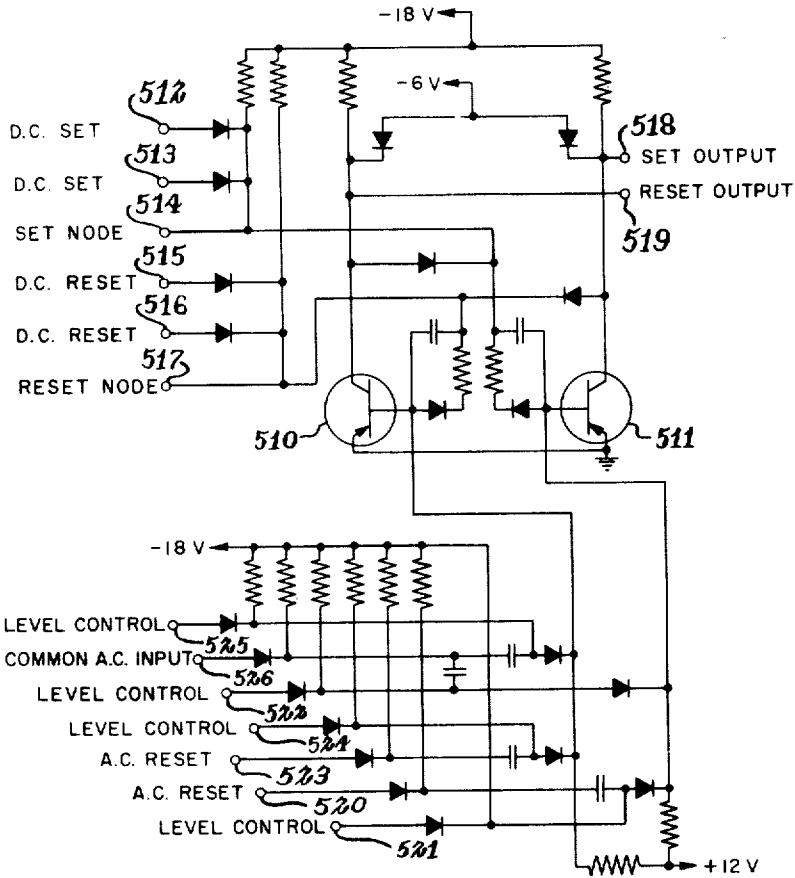 -18 V
-6 V
512
D.C. SET
513
D.C. SET
514
SET NODE
515
D.C. RESET
516
D.C. RESET
517
RESET NODE
518
SET OUTPUT
RESET OUTPUT
519
510
511
-18 V
LEVEL CONTROL
525
COMMON A.C. INPUT
526
LEVEL CONTROL
522
LEVEL CONTROL
524
A.C. RESET
523
A.C. RESET
520
LEVEL CONTROL
521
+12 V